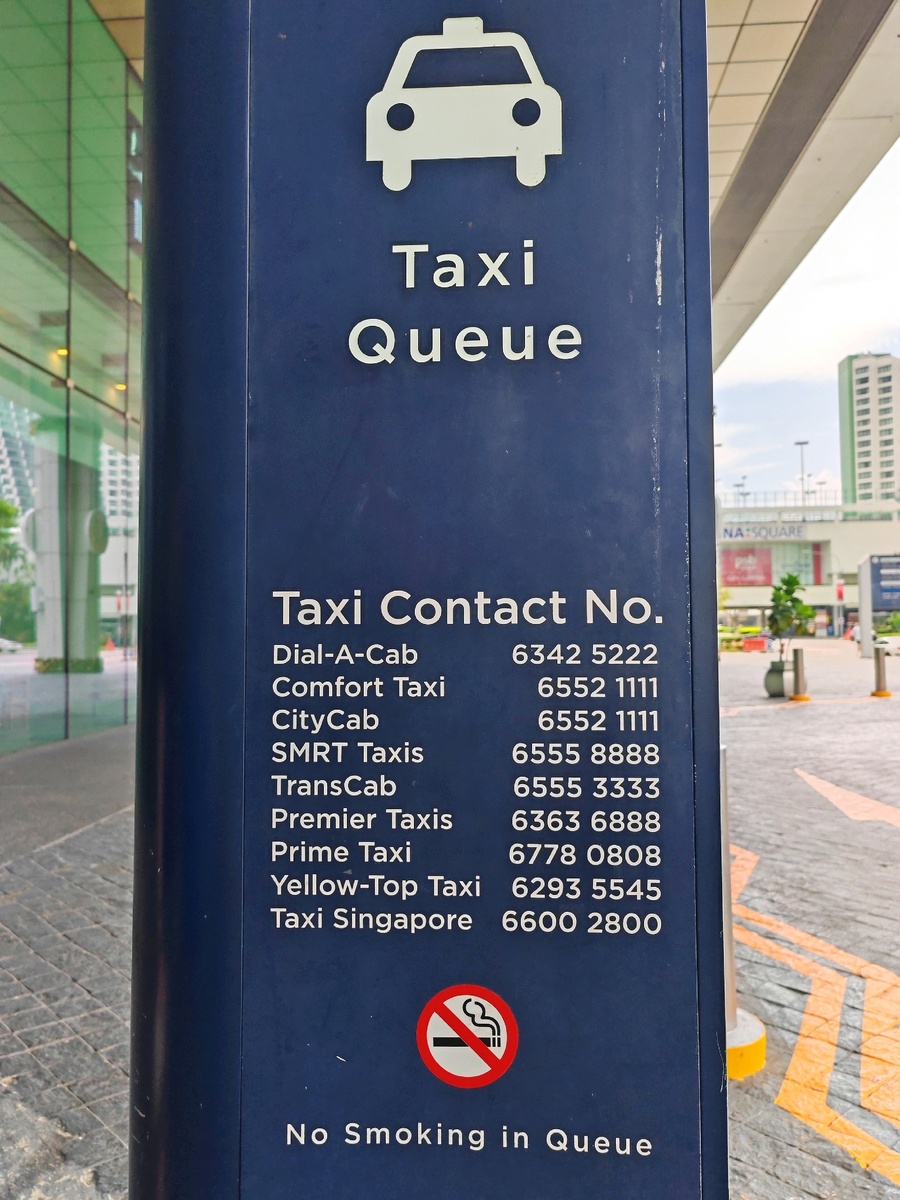 Taxi
Queue
Taxi Contact No.
Dial-A-Cab 6342 5222
Comfort Taxi 6552 1111
CityCab 6552 1111
SMRT Taxis 6555 8888
TransCab 6555 3333
Premier Taxis 6363 6888
Prime Taxi 6778 0808
Yellow-Top Taxi 6293 5545
Taxi Singapore 6600 2800
No Smoking in Queue
NA SQUARE